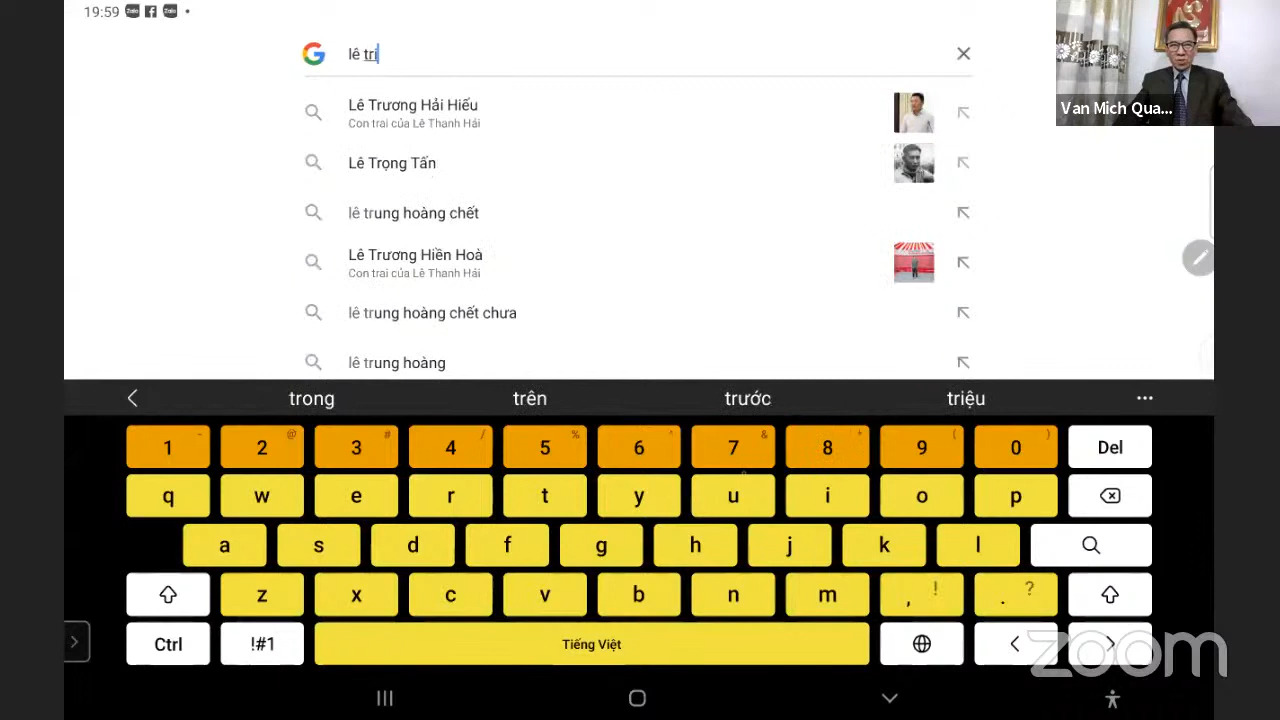 19:59 Zalo Zalo
lê tri
Lê Trương Hải Hiếu
Con trai của Lê Thanh Hải
Lê Trọng Tấn
lê trung hoàng chết
Lê Trương Hiền Hoà
Con trai của Lê Thanh Hải
lê trung hoàng chết chưa
lê trung hoàng
Van Mich Qua...
trong trên trước triệu
1 - 2 @ 3 # 4 / 5 % 6 ^ 7 & 8 * 9 ( 0 ) Del
q w e r t y u i o p
a s d f g h j k l
z x c v b n m , ! . ?
Ctrl !#1 Tiếng Việt
zoom